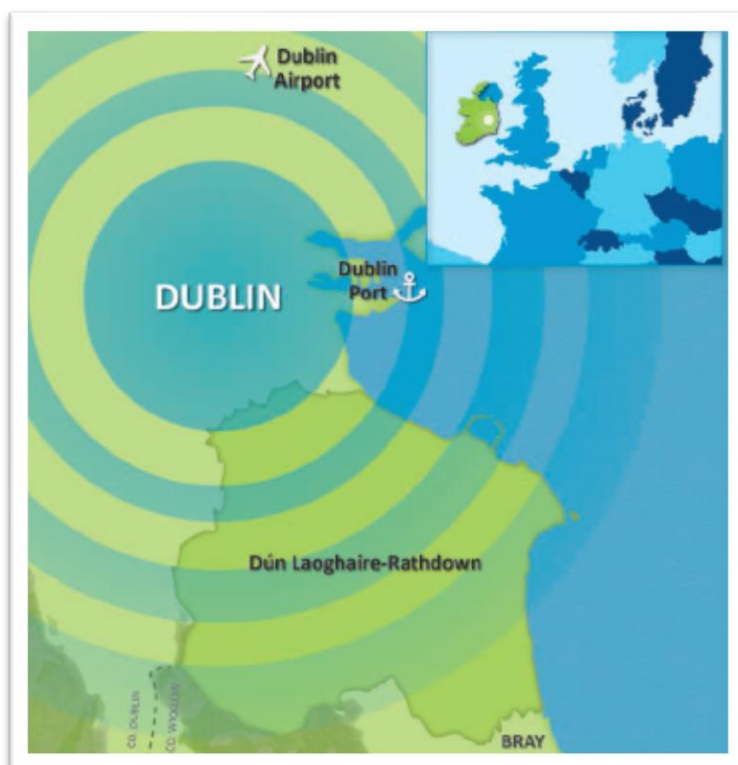 Dublin
Airport
DUBLIN
Dublin
Port
Dún Laoghaire-Rathdown
CO. DUBLIN
CO. WICKLOW
BRAY